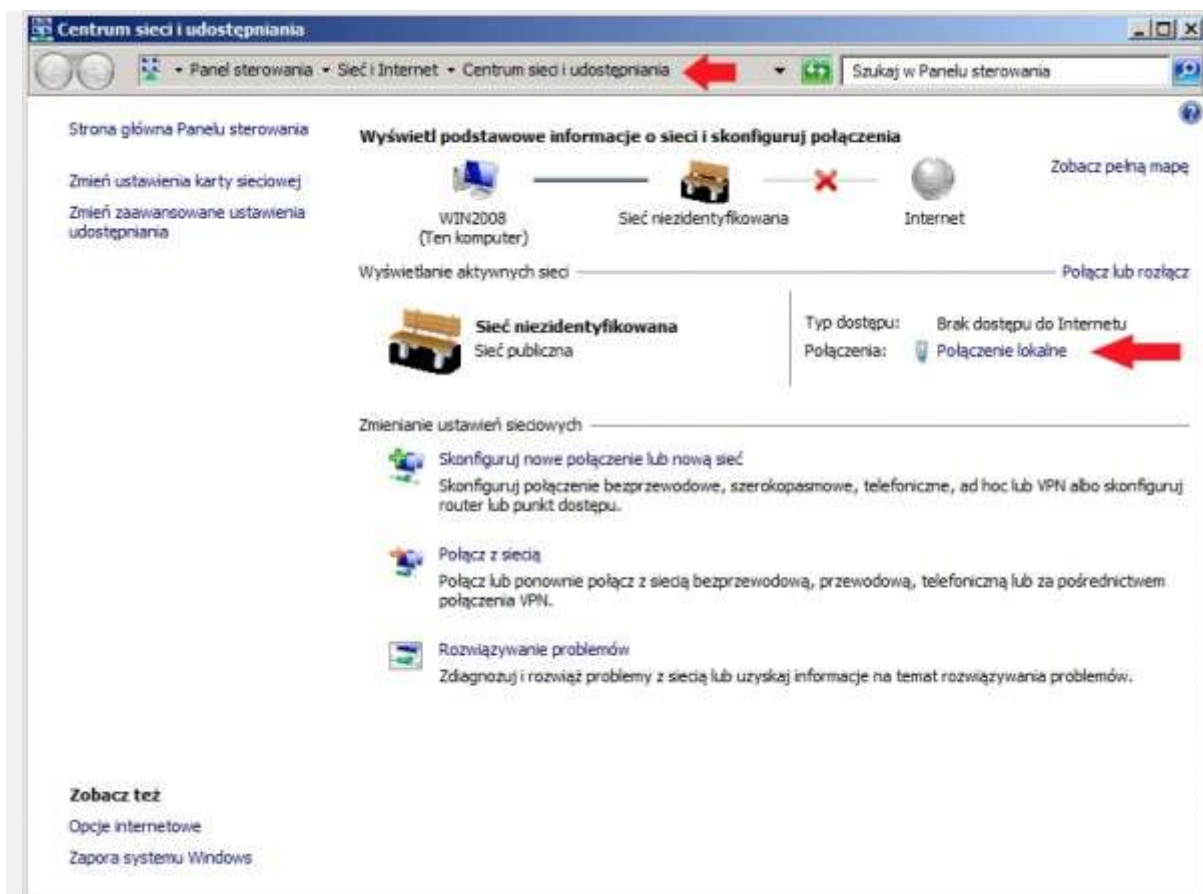 Centrum sieci i udostępniania
Panel sterowania
Sieć i Internet
Centrum sieci i udostępniania
Szukaj w Panelu sterowania
Strona główna Panelu sterowania
Zmień ustawienia karty sieciowej
Zmień zaawansowane ustawienia
udostępniania
Wyświetl podstawowe informacje o sieci i skonfiguruj połączenia
Zobacz pełną mapę
WIN2008
(Ten komputer)
Sieć niezidentyfikowana
Internet
Wyświetlanie aktywnych sieci
Połącz lub rozłącz
Sieć niezidentyfikowana
Sieć publiczna
Typ dostępu: Brak dostępu do Internetu
Połączenia: Połączenie lokalne
Zmienianie ustawień sieciowych
Skonfiguruj nowe połączenie lub nową sieć
Skonfiguruj połączenie bezprzewodowe, szerokopasmowe, telefoniczne, ad hoc lub VPN albo skonfiguruj
router lub punkt dostępu.
Połącz z siecią
Połącz lub ponownie połącz z siecią bezprzewodową, przewodową, telefoniczną lub za pośrednictwem
połączenia VPN.
Rozwiązywanie problemów
Zdiagnozuj i rozwiąż problemy z siecią lub uzyskaj informacje na temat rozwiązywania problemów.
Zobacz też
Opcje internetowe
Zapora systemu Windows